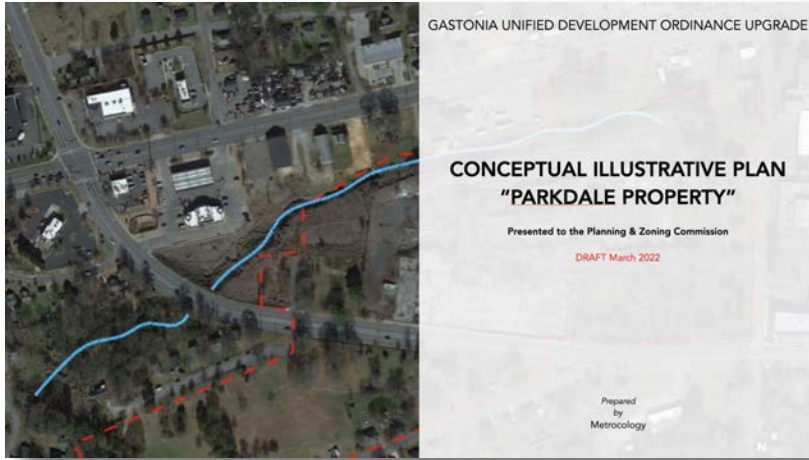 GASTONIA UNIFIED DEVELOPMENT ORDINANCE UPGRADE
CONCEPTUAL ILLUSTRATIVE PLAN
"PARKDALE PROPERTY"
Presented to the Planning & Zoning Commission
DRAFT March 2022
Prepared
by
Metrocology
N